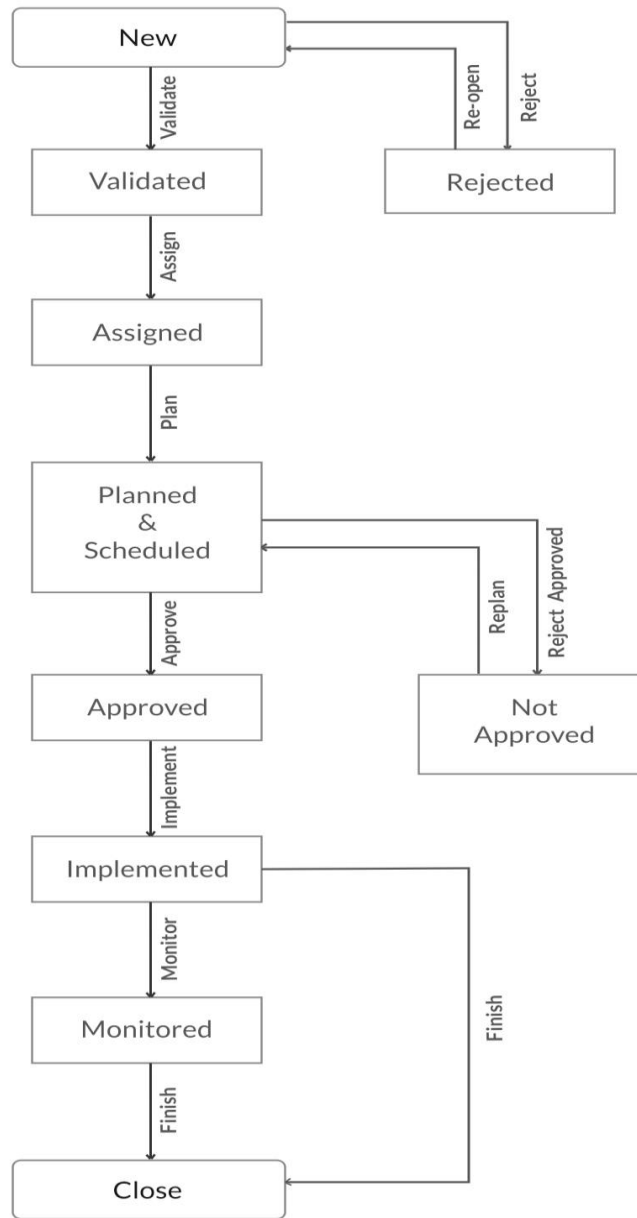 New
Validate
Re-open
Reject
Validated
Rejected
Assign
Assigned
Plan
Planned
&
Scheduled
Replan
Reject Approved
Approve
Approved
Not
Approved
Implement
Implemented
Monitor
Finish
Monitored
Finish
Close